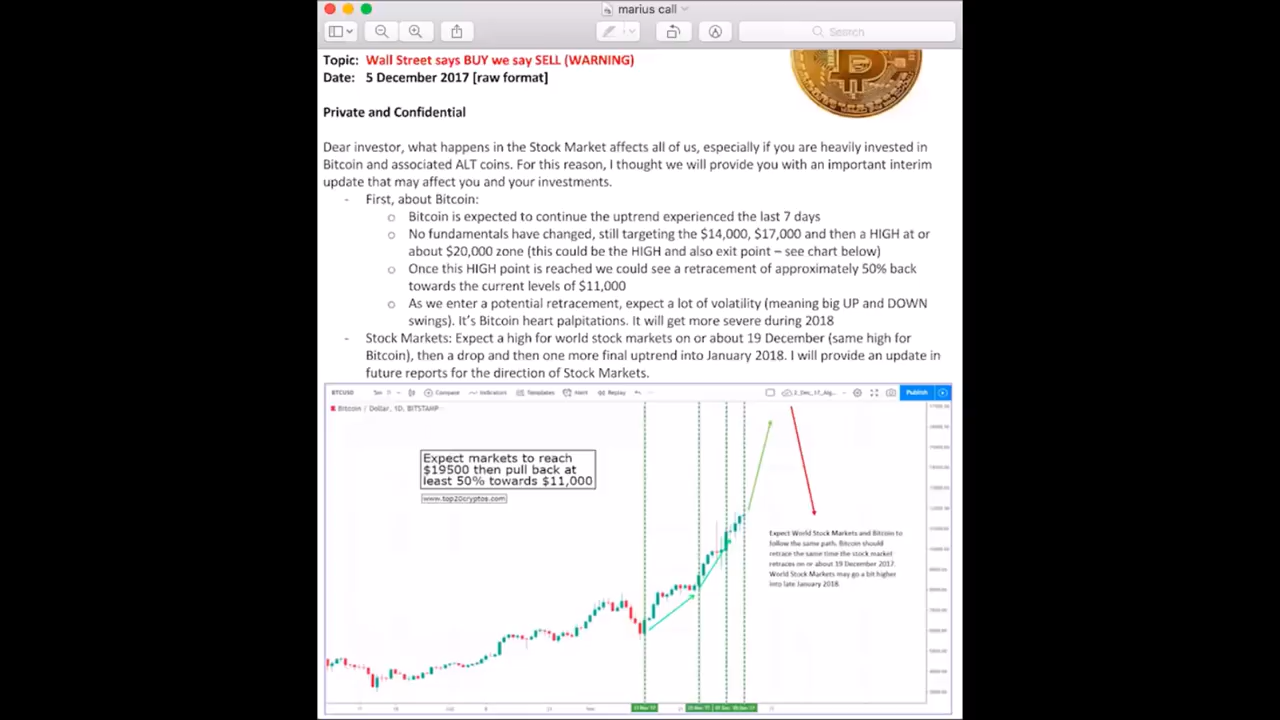 marius call
Search
Topic: Wall Street says BUY we say SELL (WARNING)
Date: 5 December 2017 [raw format]
Private and Confidential
Dear investor, what happens in the Stock Market affects all of us, especially if you are heavily invested in
Bitcoin and associated ALT coins. For this reason, I thought we will provide you with an important interim
update that may affect you and your investments.
- First, about Bitcoin:
o Bitcoin is expected to continue the uptrend experienced the last 7 days
o No fundamentals have changed, still targeting the $14,000, $17,000 and then a HIGH at or
about $20,000 zone (this could be the HIGH and also exit point – see chart below)
o Once this HIGH point is reached we could see a retracement of approximately 50% back
towards the current levels of $11,000
o As we enter a potential retracement, expect a lot of volatility (meaning big UP and DOWN
swings). It's Bitcoin heart palpitations. It will get more severe during 2018
- Stock Markets: Expect a high for world stock markets on or about 19 December (same high for
Bitcoin), then a drop and then one more final uptrend into January 2018. I will provide an update in
future reports for the direction of Stock Markets.
BTCUSD Compare Indicators Templates Alert Replay Publish
Bitcoin / Dollar, 1D, BITSTAMP
Expect markets to reach
$19500 then pull back at
least 50% towards $11,000
www.top20cryptos.com
Expect World Stock Markets and Bitcoin to
follow the same path. Bitcoin should
retrace the same time the stock market
retraces on or about 19 December 2017.
World Stock Markets may go a bit higher
into late January 2018.